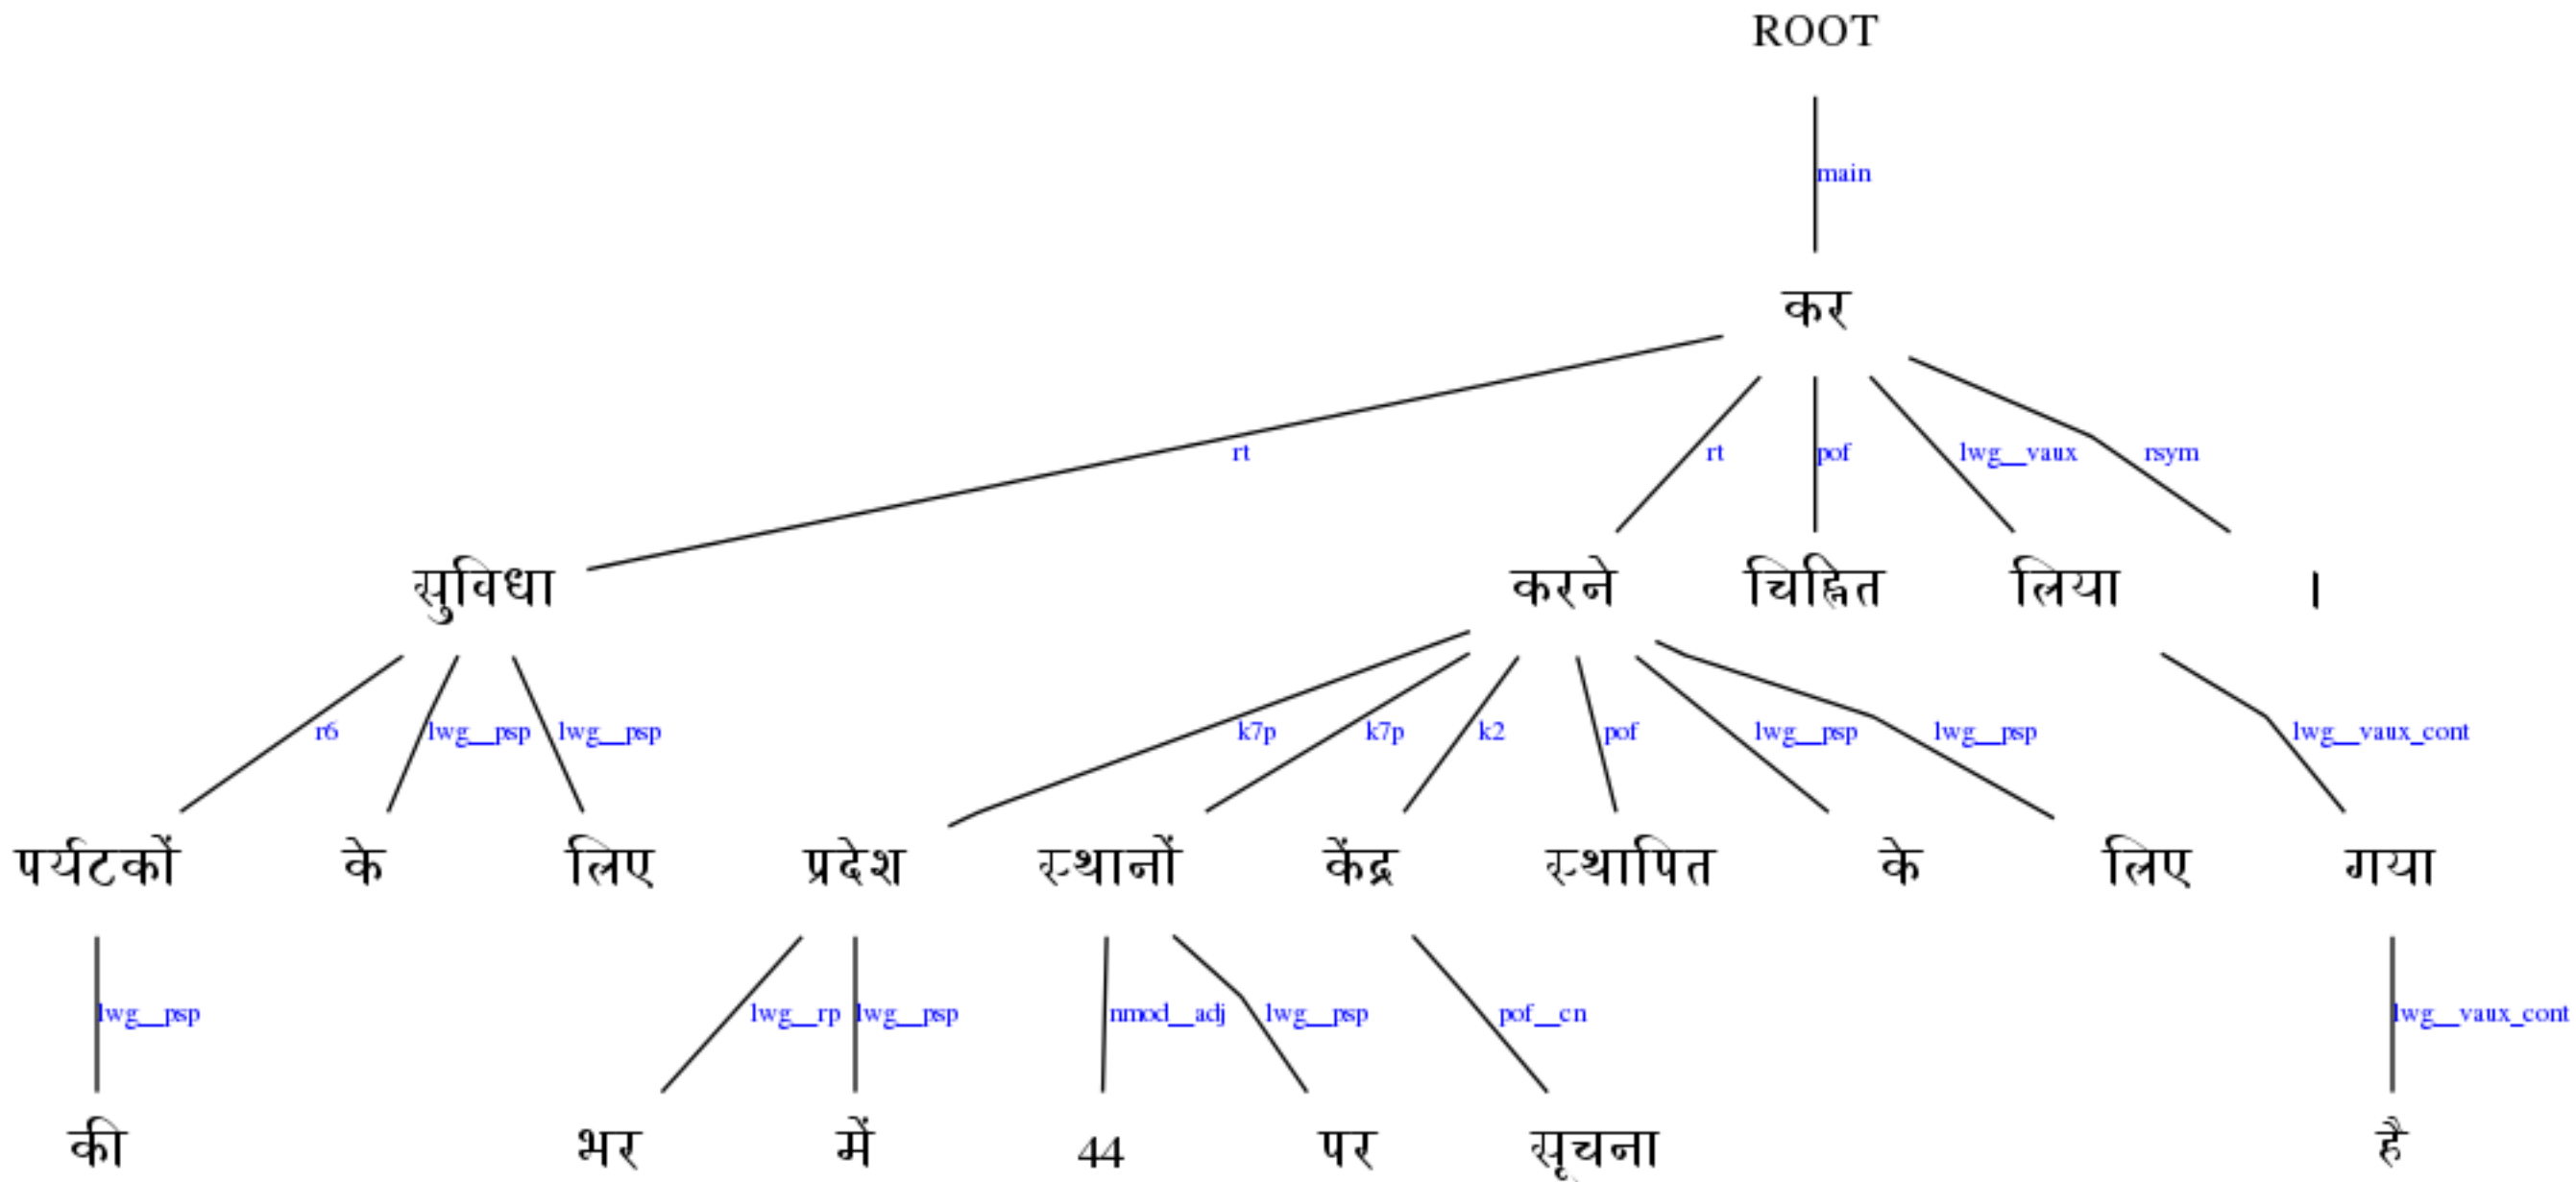 ROOT
main
कर
rt rt pof lwg__vaux rsym
सुविधा करने चिह्नित लिया ।
r6 lwg__psp lwg__psp k7p k7p k2 pof lwg__psp lwg__psp lwg__vaux_cont
पर्यटकों के लिए प्रदेश स्थानों केंद्र स्थापित के लिए गया
lwg__psp lwg__rp lwg__psp nmod__adj lwg__psp pof__cn lwg__vaux_cont
की भर में 44 पर सूचना है